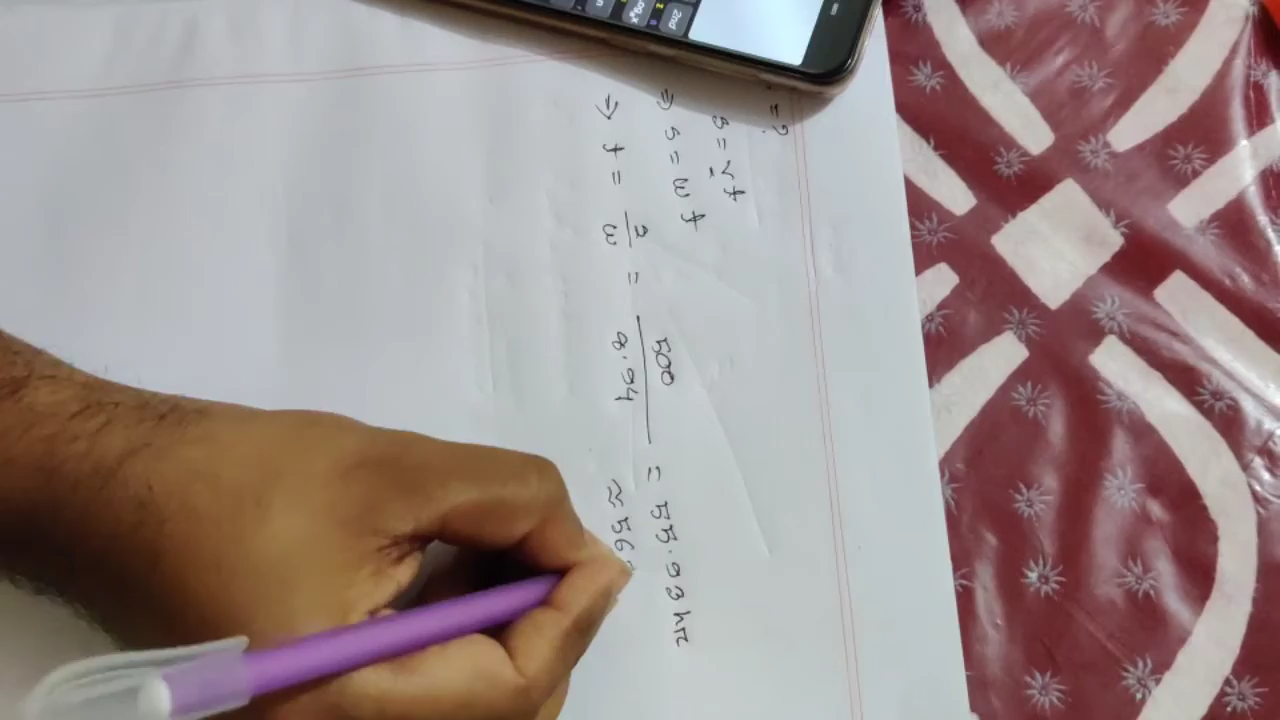 =?
s = vt
⇒ s = ωt
⇒ t = s/ω = 500/8.94 = 55.93 hr
≈ 56